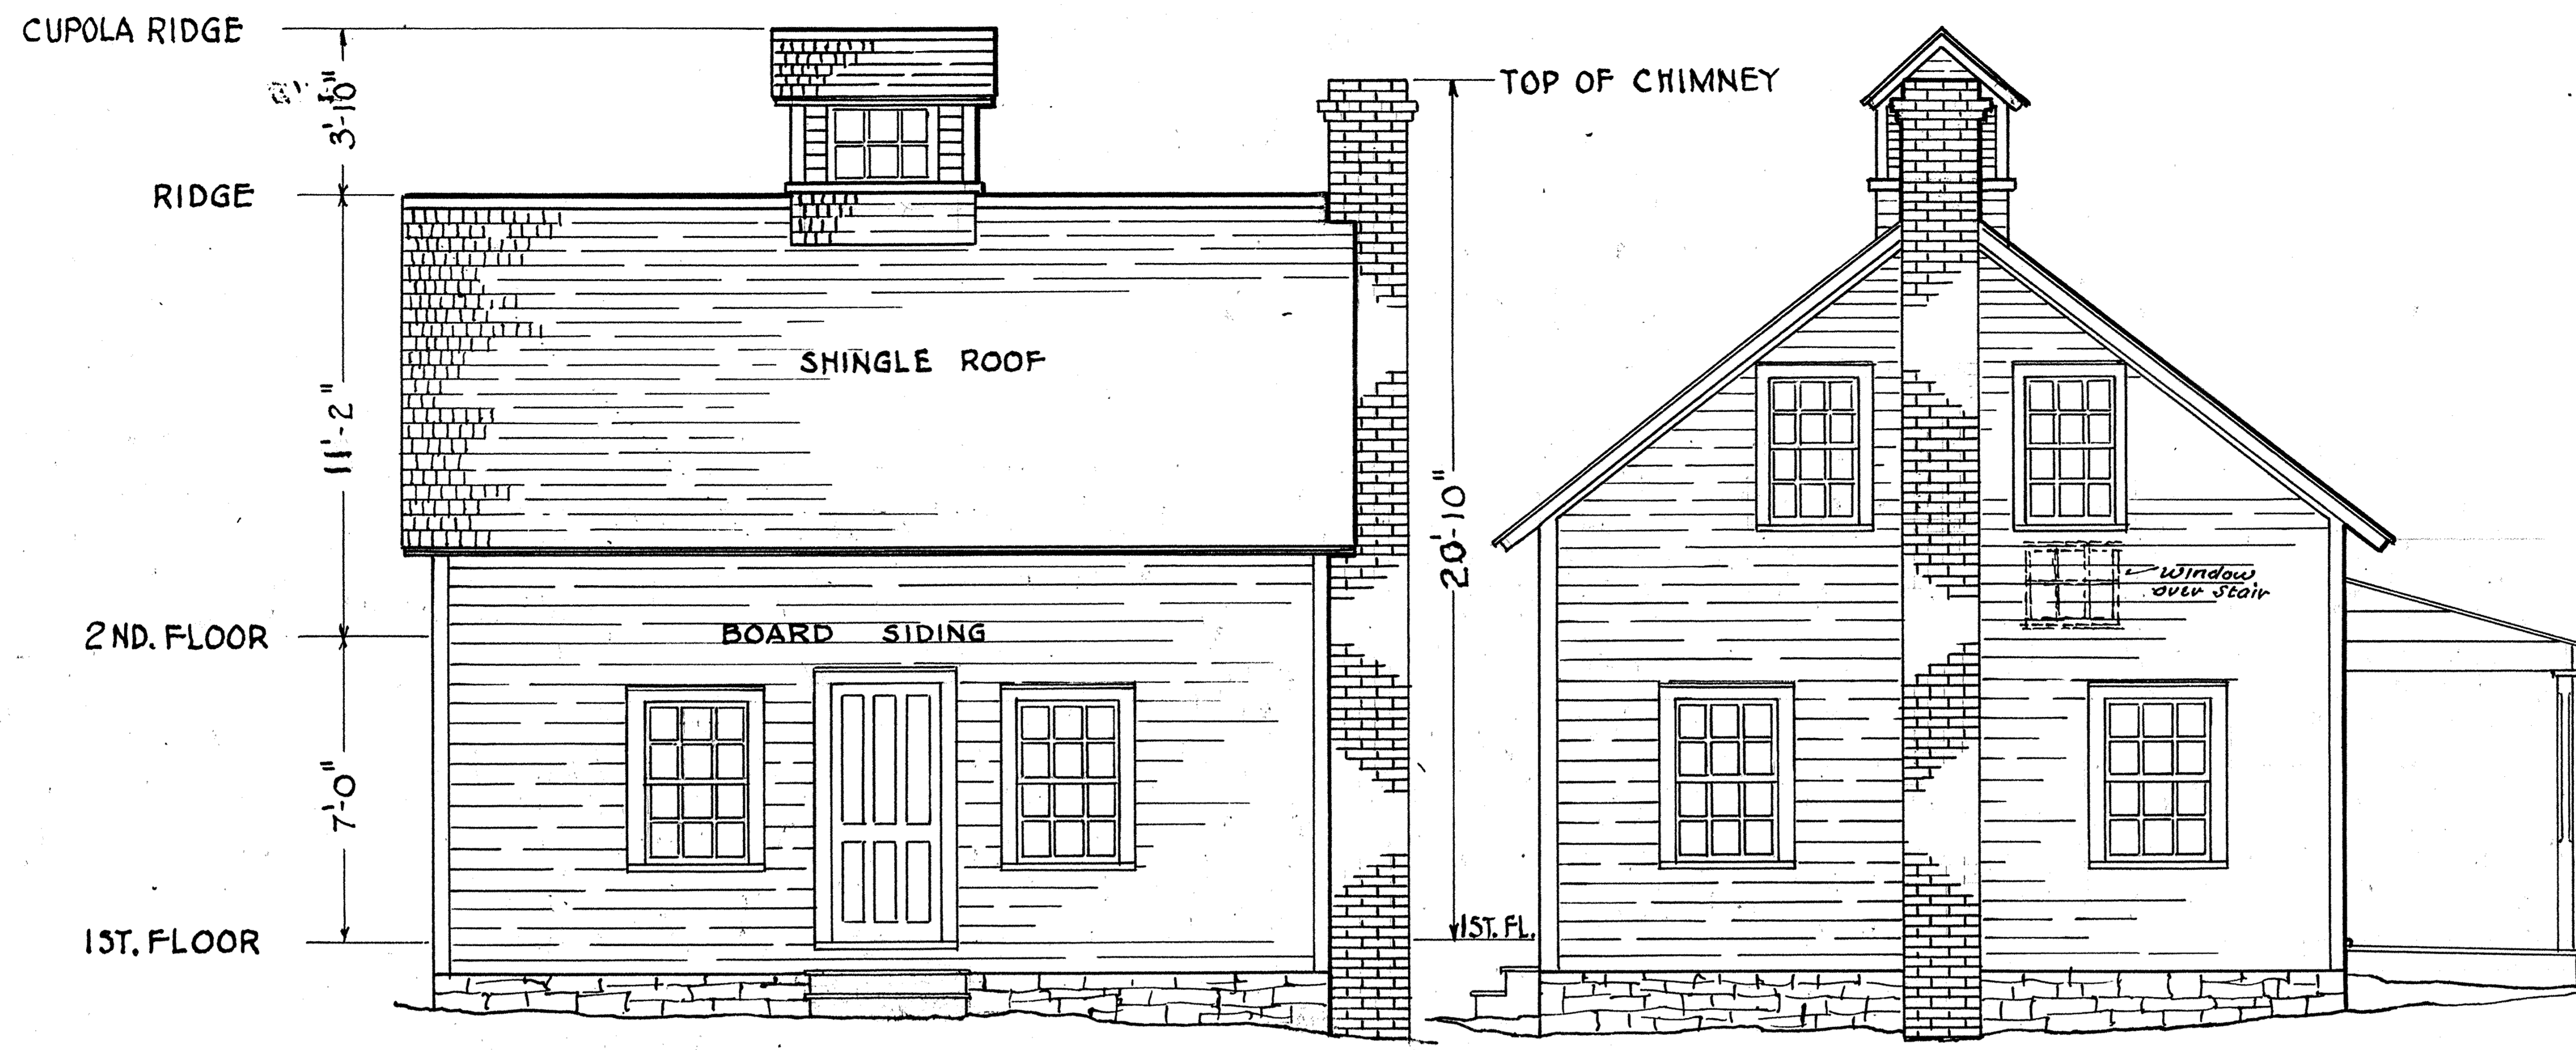 CUPOLA RIDGE
3'-10"
TOP OF CHIMNEY
RIDGE
11'-2"
SHINGLE ROOF
20'-10"
window
over stair
2ND. FLOOR
BOARD SIDING
7'-0"
1ST. FL.
1ST. FLOOR